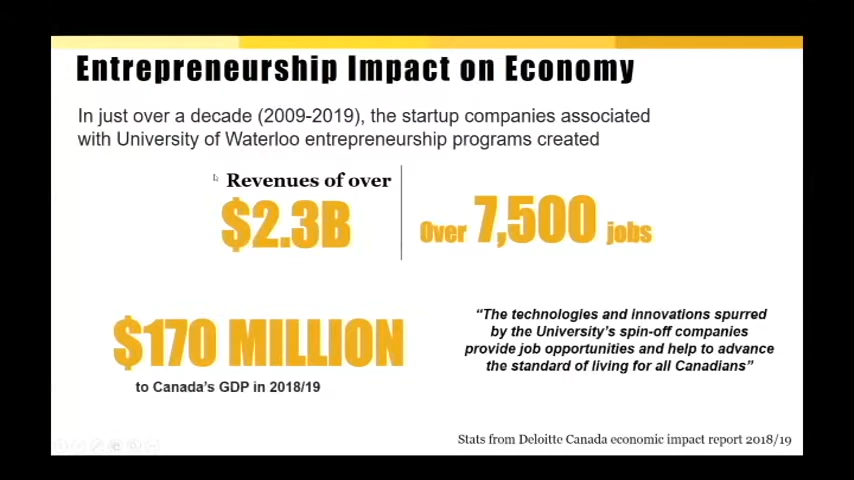 Entrepreneurship Impact on Economy
In just over a decade (2009-2019), the startup companies associated
with University of Waterloo entrepreneurship programs created
Revenues of over
$2.3B
Over 7,500 jobs
$170 MILLION
to Canada's GDP in 2018/19
“The technologies and innovations spurred
by the University's spin-off companies
provide job opportunities and help to advance
the standard of living for all Canadians”
Stats from Deloitte Canada economic impact report 2018/19